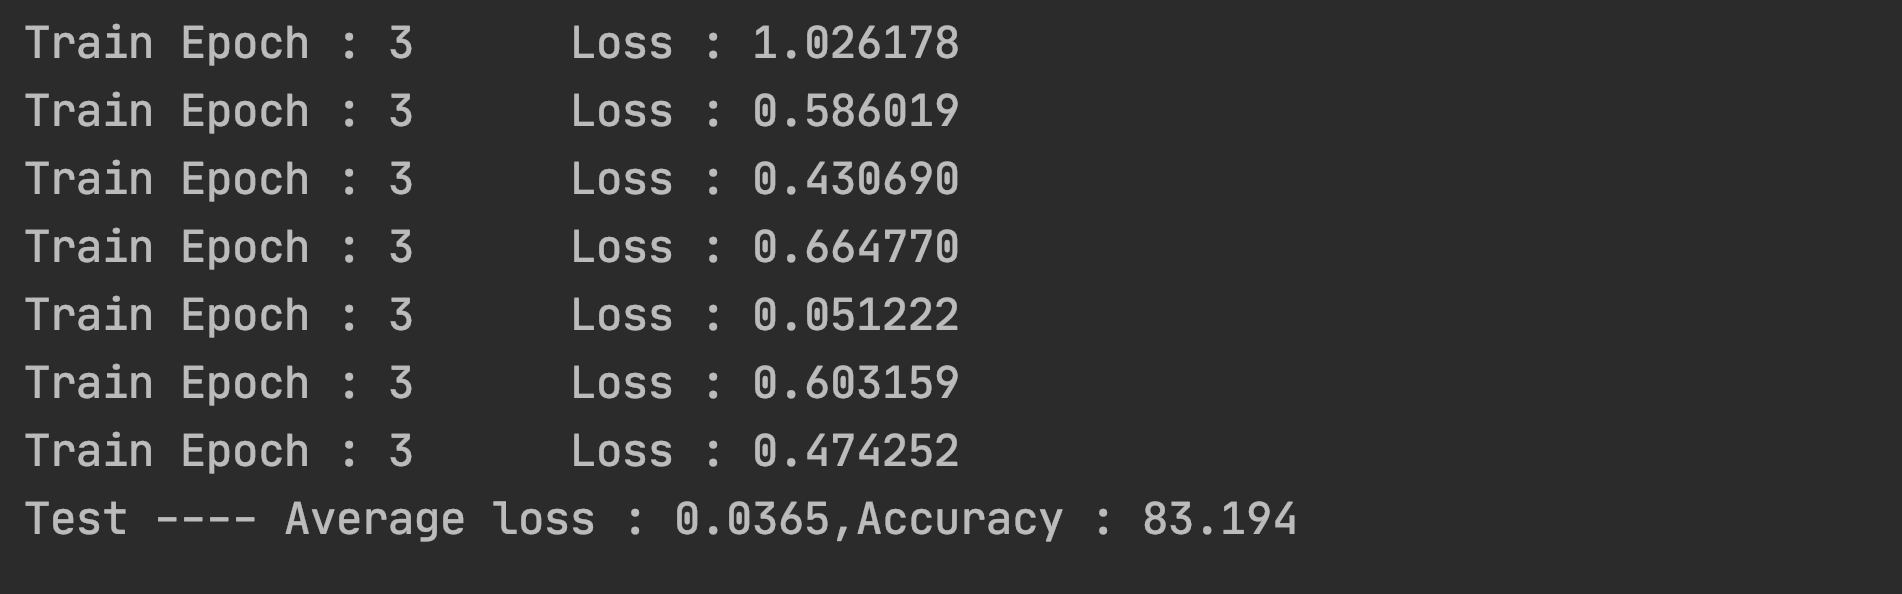 Train Epoch : 3      Loss : 1.026178
Train Epoch : 3      Loss : 0.586019
Train Epoch : 3      Loss : 0.430690
Train Epoch : 3      Loss : 0.664770
Train Epoch : 3      Loss : 0.051222
Train Epoch : 3      Loss : 0.603159
Train Epoch : 3      Loss : 0.474252
Test ---- Average loss : 0.0365,Accuracy : 83.194